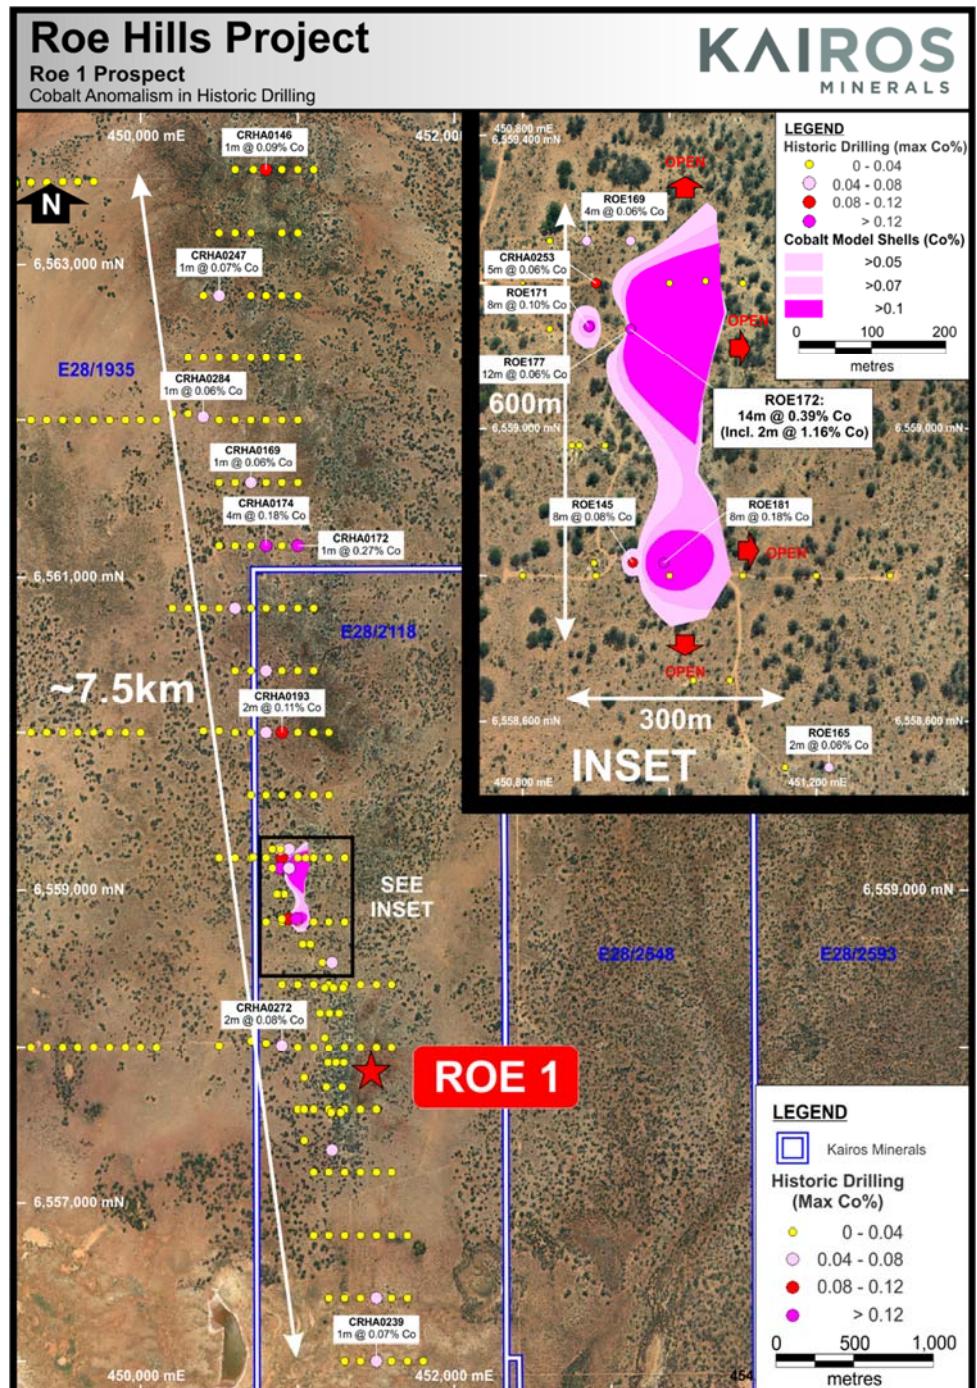 Roe Hills Project
Roe 1 Prospect
Cobalt Anomalism in Historic Drilling
KAIROS
MINERALS
450,000 mE
452,000
CRHA0146
1m @ 0.09% Co
N
6,563,000 mN
CRHA0247
1m @ 0.07% Co
E28/1935
CRHA0284
1m @ 0.06% Co
CRHA0169
1m @ 0.06% Co
CRHA0174
4m @ 0.18% Co
CRHA0172
1m @ 0.27% Co
6,561,000 mN
E28/2118
~7.5km
CRHA0193
2m @ 0.11% Co
6,559,000 mN
SEE
INSET
6,559,000 mN
E28/2548
E28/2593
CRHA0272
2m @ 0.08% Co
ROE 1
6,557,000 mN
CRHA0239
1m @ 0.07% Co
450,000 mE
452,000 mE
454
450,800 mE
6,559,400 mN
OPEN
ROE169
4m @ 0.06% Co
CRHA0253
5m @ 0.06% Co
ROE171
8m @ 0.10% Co
OPEN
ROE177
12m @ 0.06% Co
600m
ROE172:
14m @ 0.39% Co
(Incl. 2m @ 1.16% Co)
6,559,000 mN
6,559,000 mN
ROE145
8m @ 0.08% Co
ROE181
8m @ 0.18% Co
OPEN
OPEN
300m
6,558,600 mN
6,558,600 mN
ROE165
2m @ 0.06% Co
INSET
450,800 mE
451,200 mE
LEGEND
Historic Drilling (max Co%)
0 - 0.04
0.04 - 0.08
0.08 - 0.12
> 0.12
Cobalt Model Shells (Co%)
>0.05
>0.07
>0.1
0 100 200
metres
LEGEND
Kairos Minerals
Historic Drilling
(Max Co%)
0 - 0.04
0.04 - 0.08
0.08 - 0.12
> 0.12
0 500 1,000
metres